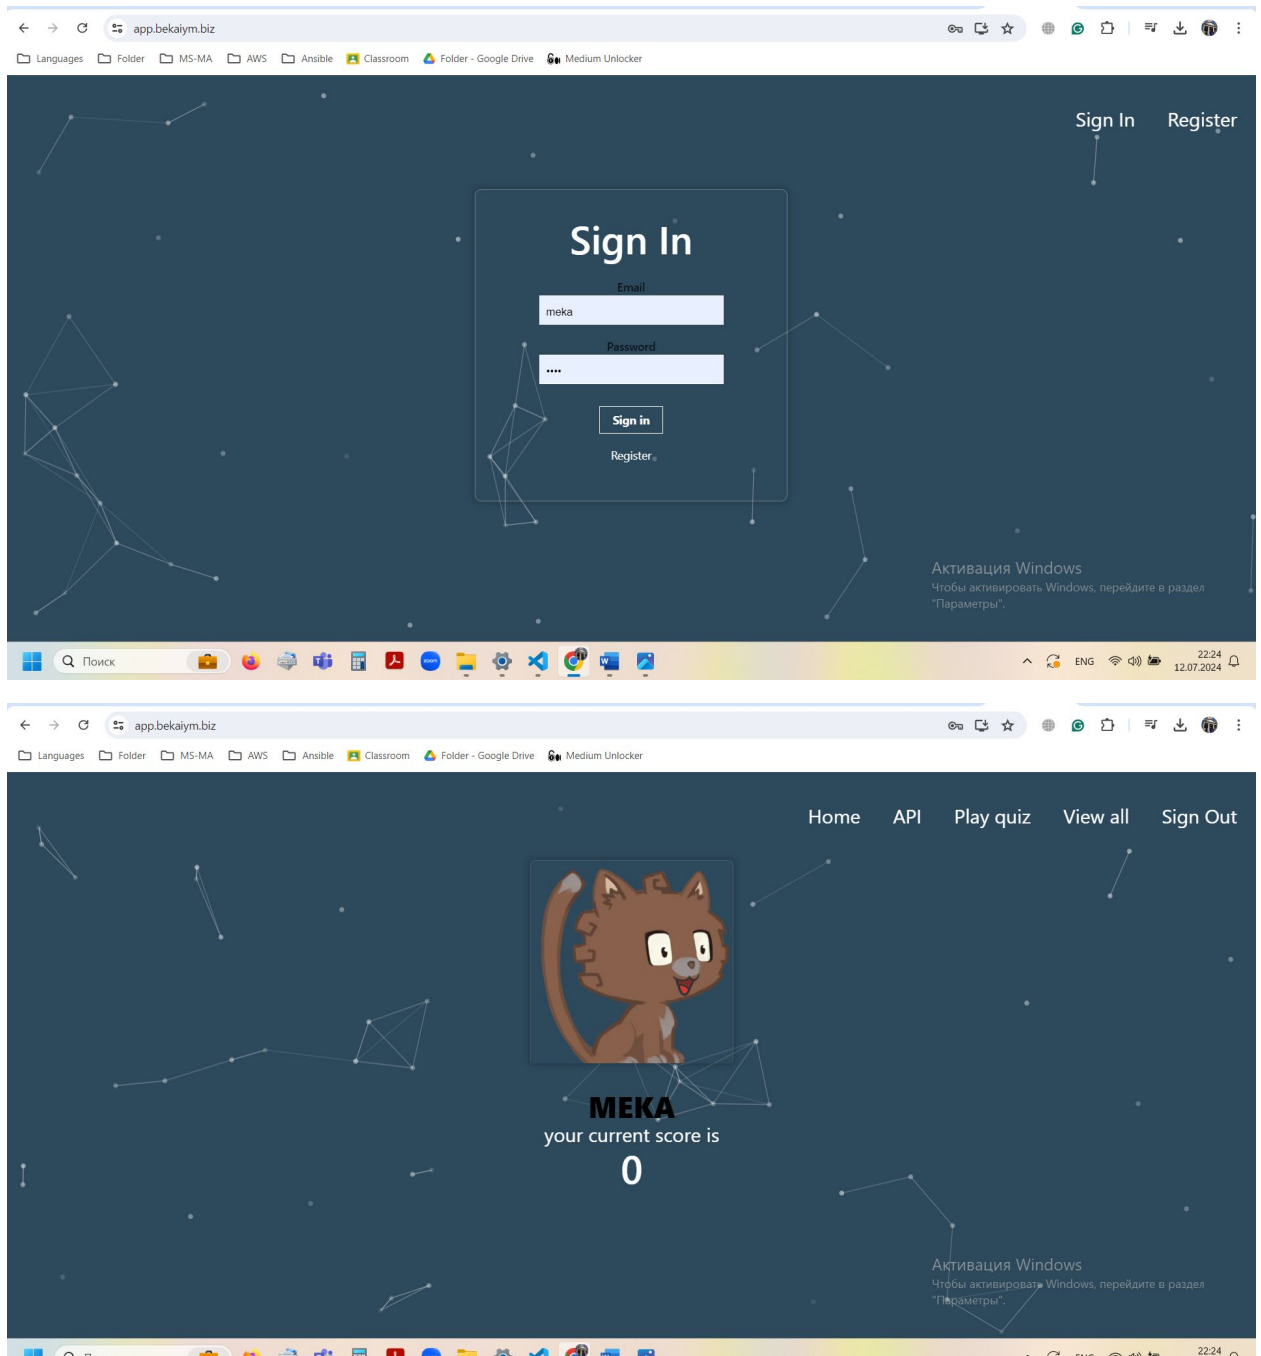 app.bekaiym.biz
Languages Folder MS-MA AWS Ansible Classroom Folder - Google Drive Medium Unlocker
Sign In Register
Sign In
Email
meka
Password
••••
Sign in
Register
Активация Windows
Чтобы активировать Windows, перейдите в раздел
"Параметры".
Поиск
ENG
22:24
12.07.2024
app.bekaiym.biz
Languages Folder MS-MA AWS Ansible Classroom Folder - Google Drive Medium Unlocker
Home API Play quiz View all Sign Out
MEKA
your current score is
0
Активация Windows
Чтобы активировать Windows, перейдите в раздел
"Параметры".
22:24